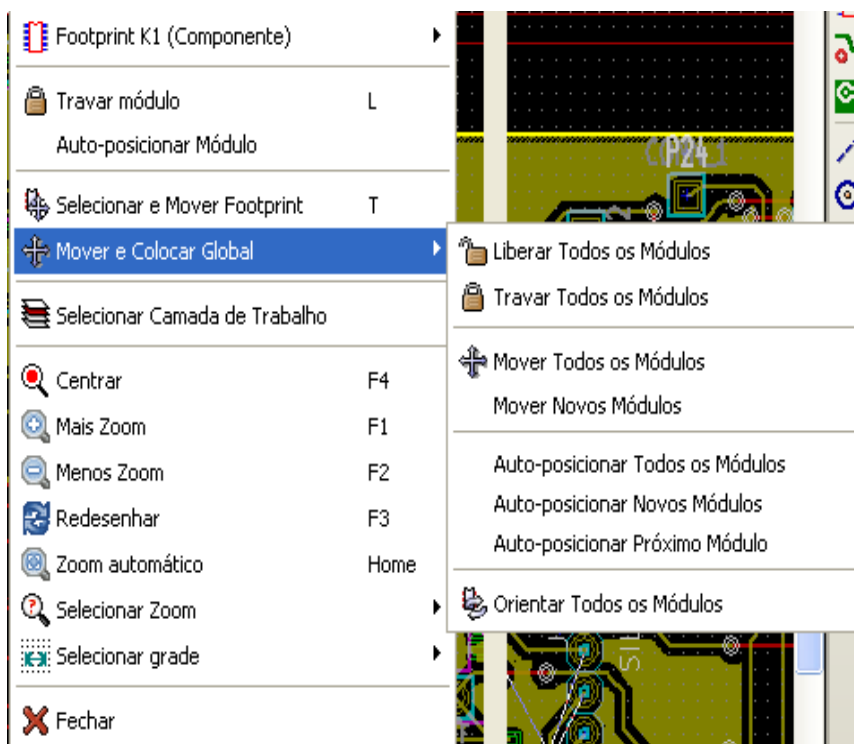 Footprint K1 (Componente)
Travar módulo L
Auto-posicionar Módulo
Selecionar e Mover Footprint T
Mover e Colocar Global
Selecionar Camada de Trabalho
Centrar F4
Mais Zoom F1
Menos Zoom F2
Redesenhar F3
Zoom automático Home
Selecionar Zoom
Selecionar grade
Fechar
P24
Liberar Todos os Módulos
Travar Todos os Módulos
Mover Todos os Módulos
Mover Novos Módulos
Auto-posicionar Todos os Módulos
Auto-posicionar Novos Módulos
Auto-posicionar Próximo Módulo
Orientar Todos os Módulos